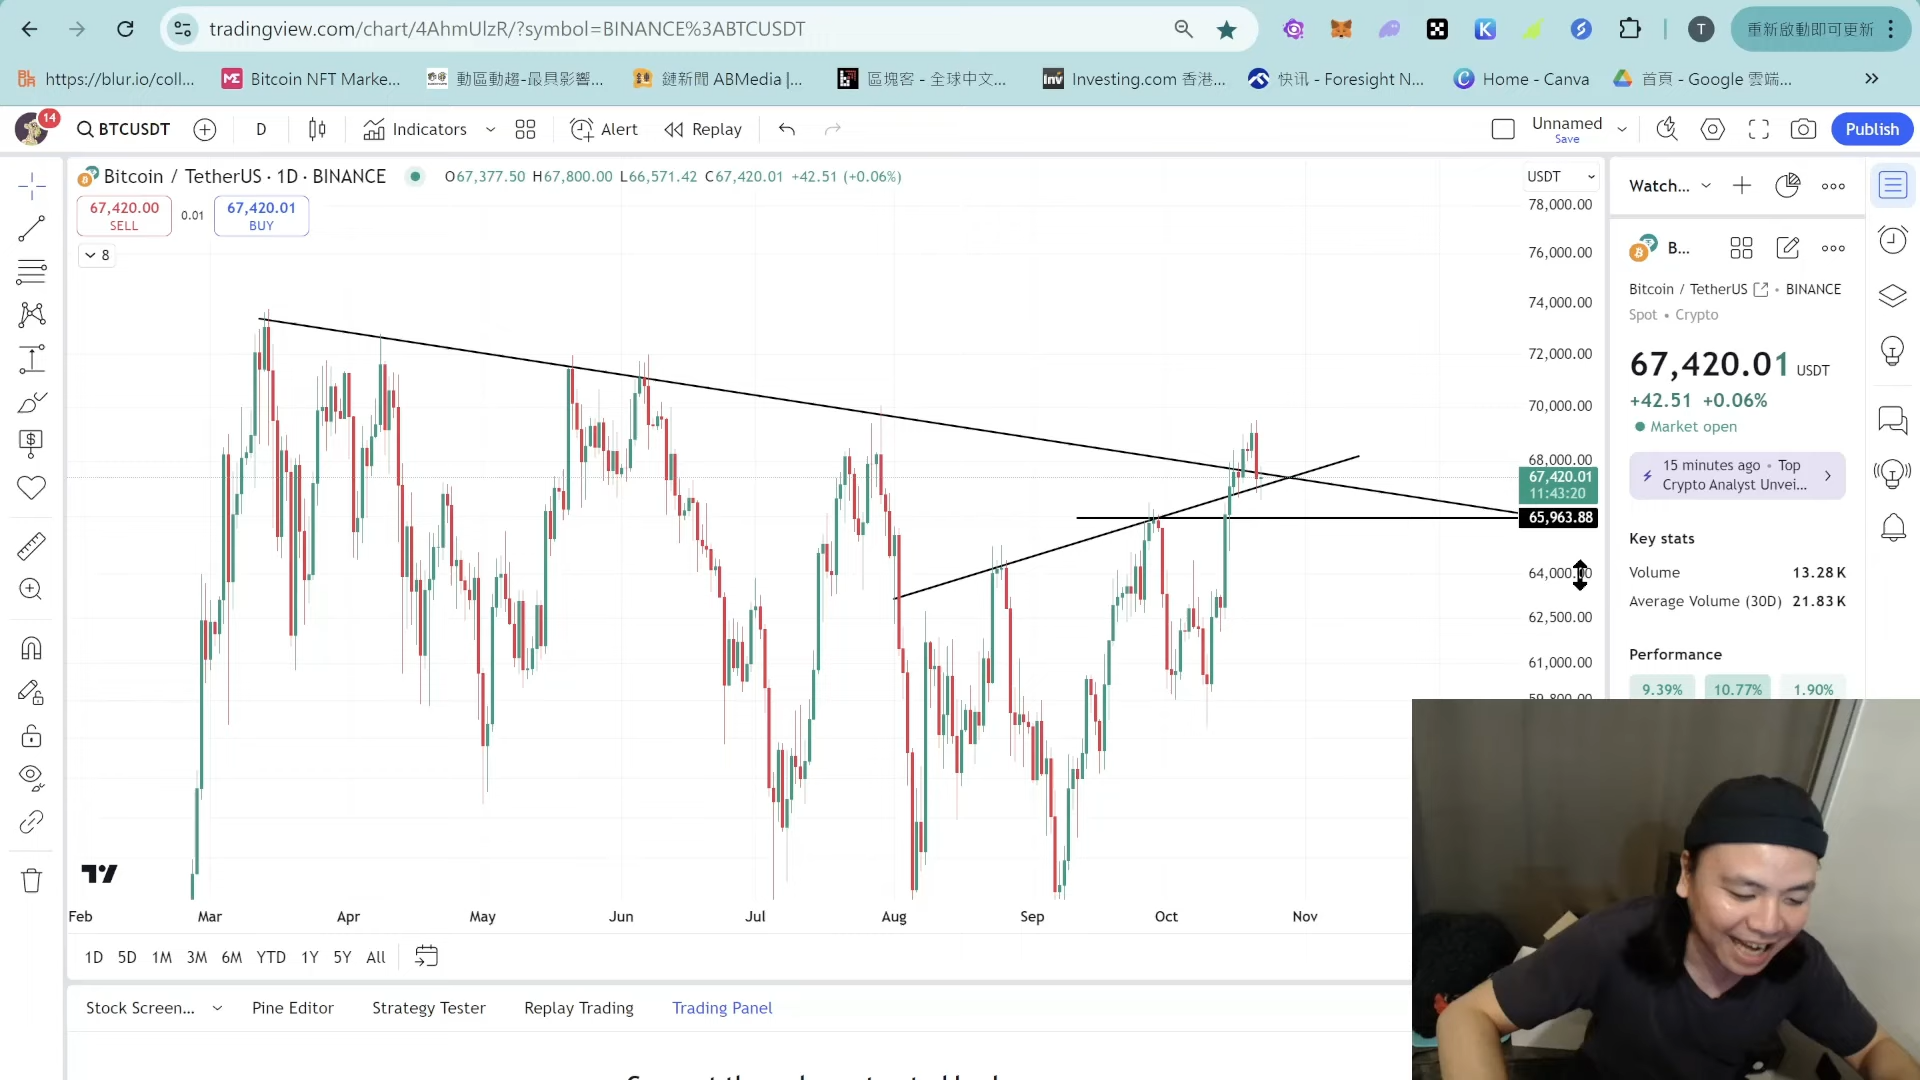 tradingview.com/chart/4AhmUlzR/?symbol=BINANCE%3ABTCUSDT
T
重新啟動即可更新
https://blur.io/coll...
Bitcoin NFT Marke...
動區動趨-最具影響...
鏈新聞 ABMedia |...
區塊客 - 全球中文...
Investing.com 香港...
快讯 - Foresight N...
Home - Canva
首頁 - Google 雲端...
14
BTCUSDT
D
Indicators
Alert
Replay
Unnamed
Save
Publish
Bitcoin / TetherUS · 1D · BINANCE
O67,377.50 H67,800.00 L66,571.42 C67,420.01 +42.51 (+0.06%)
67,420.00
SELL
0.01
67,420.01
BUY
8
USDT
78,000.00
76,000.00
74,000.00
72,000.00
70,000.00
68,000.00
67,420.01
11:43:20
65,963.88
64,000.00
62,500.00
61,000.00
59,800.00
Feb
Mar
Apr
May
Jun
Jul
Aug
Sep
Oct
Nov
1D
5D
1M
3M
6M
YTD
1Y
5Y
All
Stock Screen...
Pine Editor
Strategy Tester
Replay Trading
Trading Panel
Watch...
B...
Bitcoin / TetherUS • BINANCE
Spot • Crypto
67,420.01 USDT
+42.51 +0.06%
Market open
15 minutes ago • Top
Crypto Analyst Unvei...
Key stats
Volume 13.28K
Average Volume (30D) 21.83K
Performance
9.39%
10.77%
1.90%